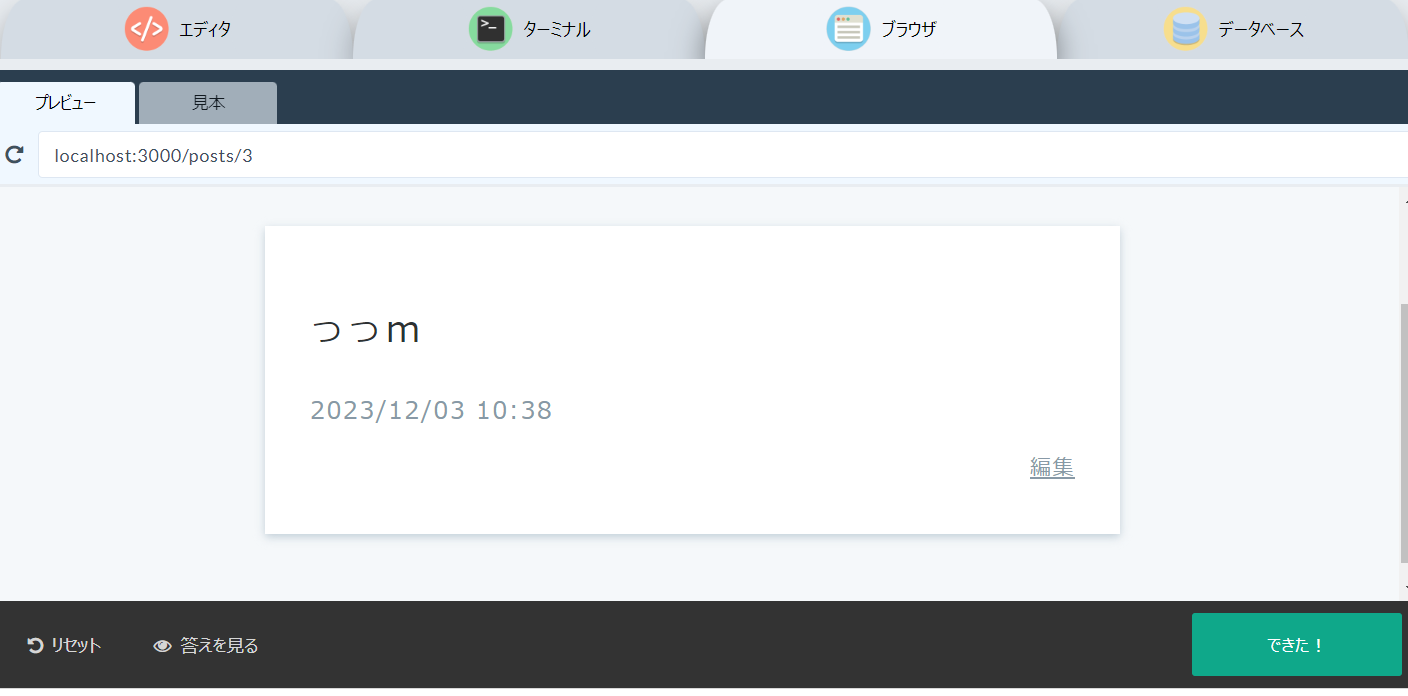 エディタ ターミナル ブラウザ データベース
プレビュー 見本
localhost:3000/posts/3
つつm
2023/12/03 10:38
編集
リセット 答えを見る できた！